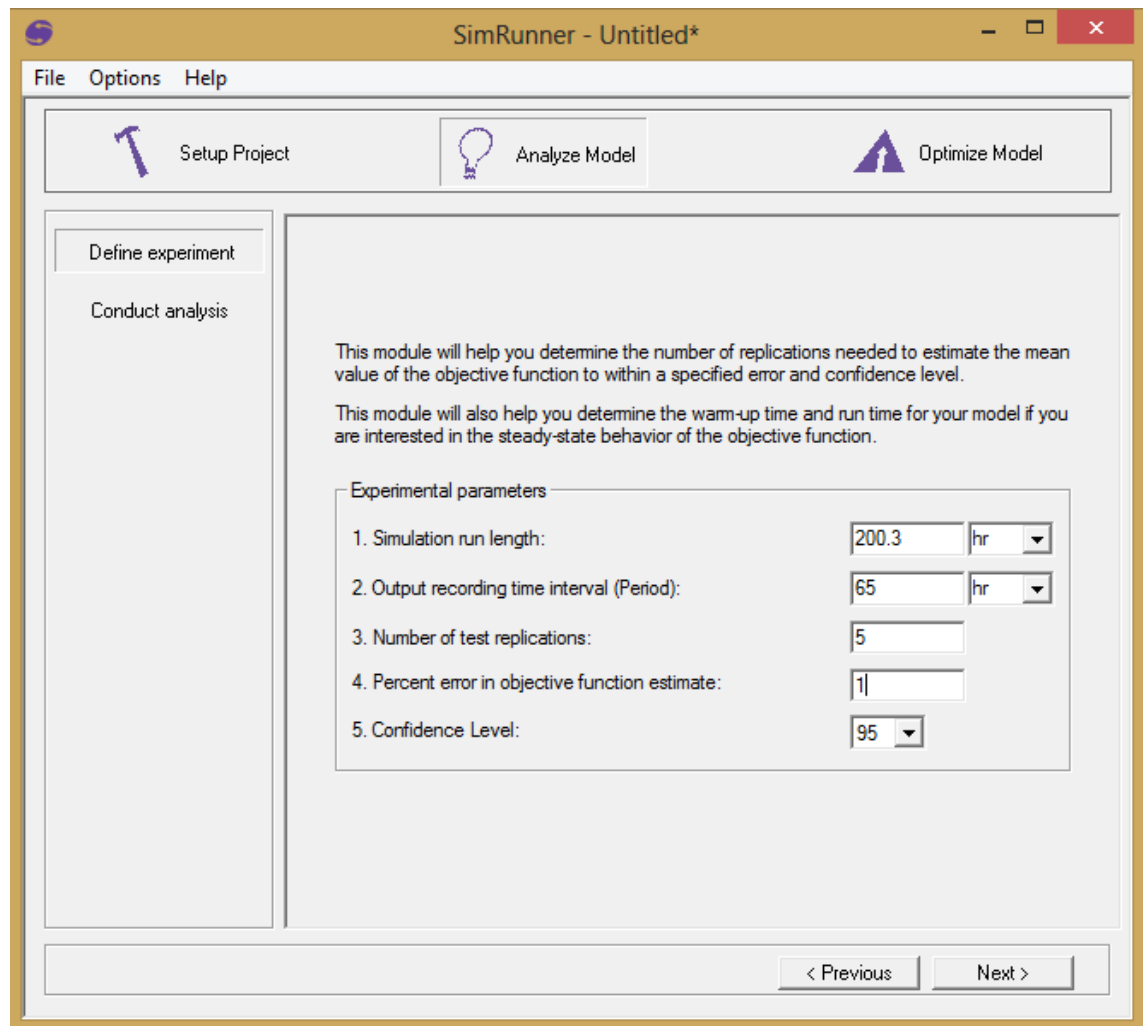 SimRunner - Untitled*
File Options Help
Setup Project Analyze Model Optimize Model
Define experiment
Conduct analysis
This module will help you determine the number of replications needed to estimate the mean
value of the objective function to within a specified error and confidence level.
This module will also help you determine the warm-up time and run time for your model if you
are interested in the steady-state behavior of the objective function.
Experimental parameters
1. Simulation run length: 200.3 hr
2. Output recording time interval (Period): 65 hr
3. Number of test replications: 5
4. Percent error in objective function estimate: 1
5. Confidence Level: 95
< Previous Next >